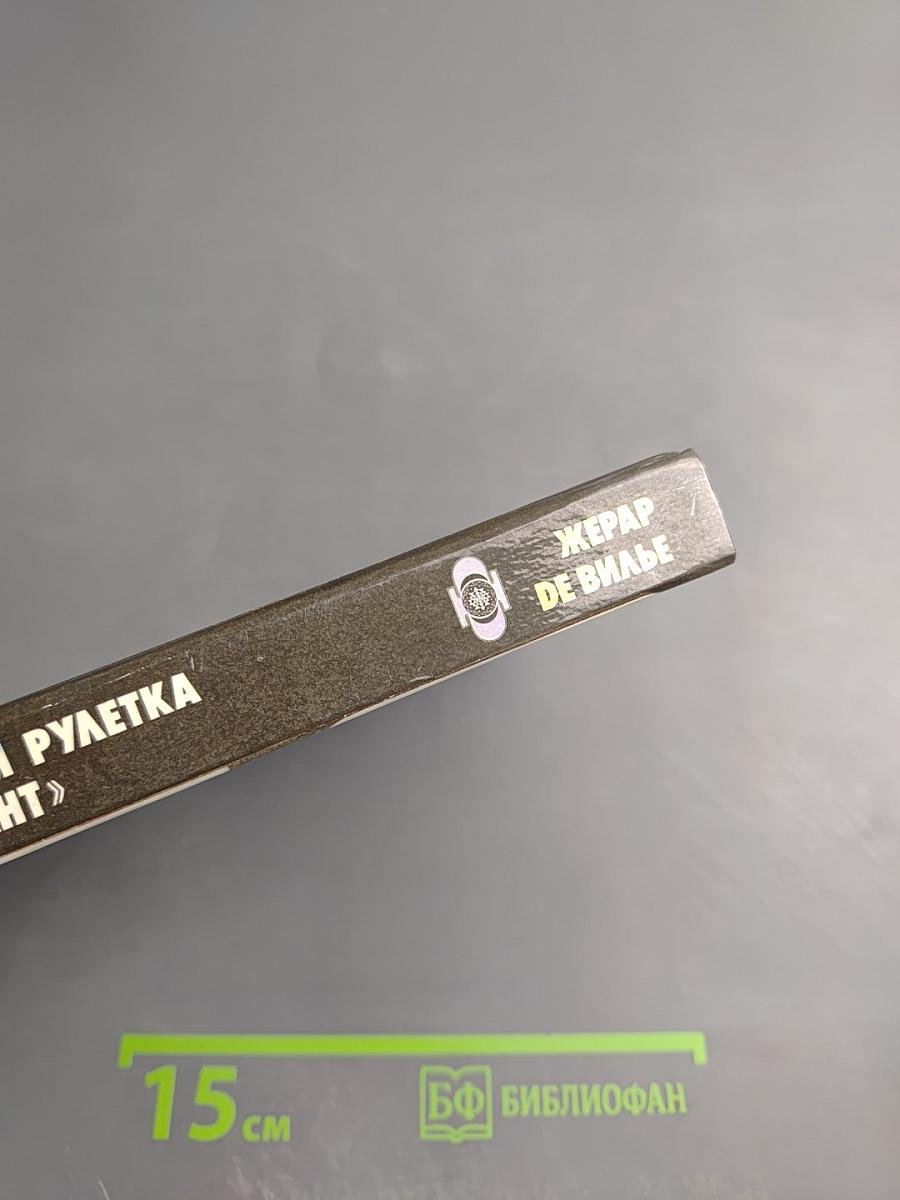 ЖЕРАР
DE ВИЛЬЕ
РУЛЕТКА
НТ»
15 см
БФ БИБЛИОФАН